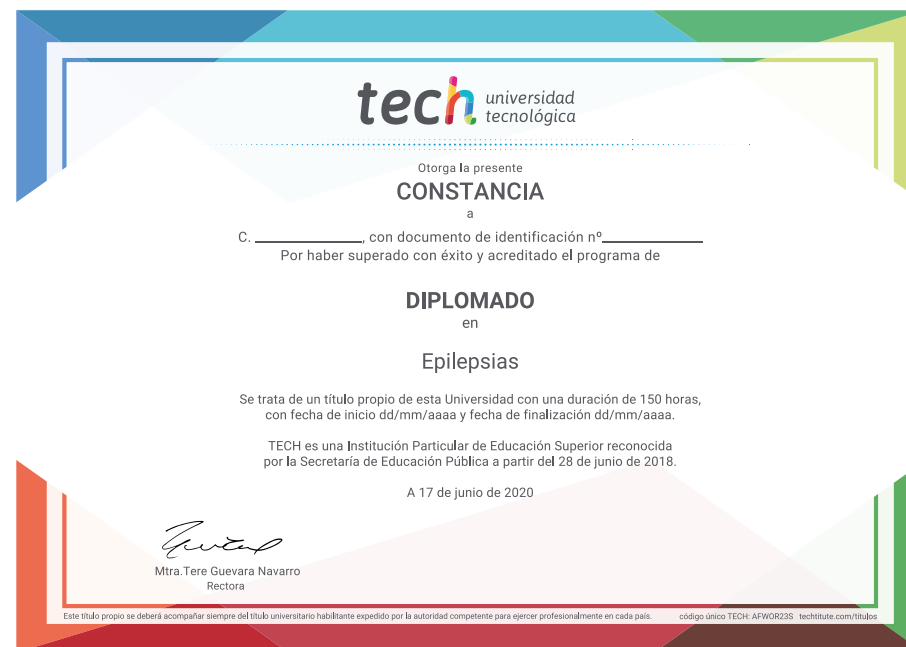 tech universidad
tecnológica
Otorga la presente
CONSTANCIA
a
C. ____________, con documento de identificación nº____________
Por haber superado con éxito y acreditado el programa de
DIPLOMADO
en
Epilepsias
Se trata de un título propio de esta Universidad con una duración de 150 horas,
con fecha de inicio dd/mm/aaaa y fecha de finalización dd/mm/aaaa.
TECH es una Institución Particular de Educación Superior reconocida
por la Secretaría de Educación Pública a partir del 28 de junio de 2018.
A 17 de junio de 2020
Mtra.Tere Guevara Navarro
Rectora
Este título propio se deberá acompañar siempre del título universitario habilitante expedido por la autoridad competente para ejercer profesionalmente en cada país. código único TECH: AFWOR23S techtitute.com/titulos